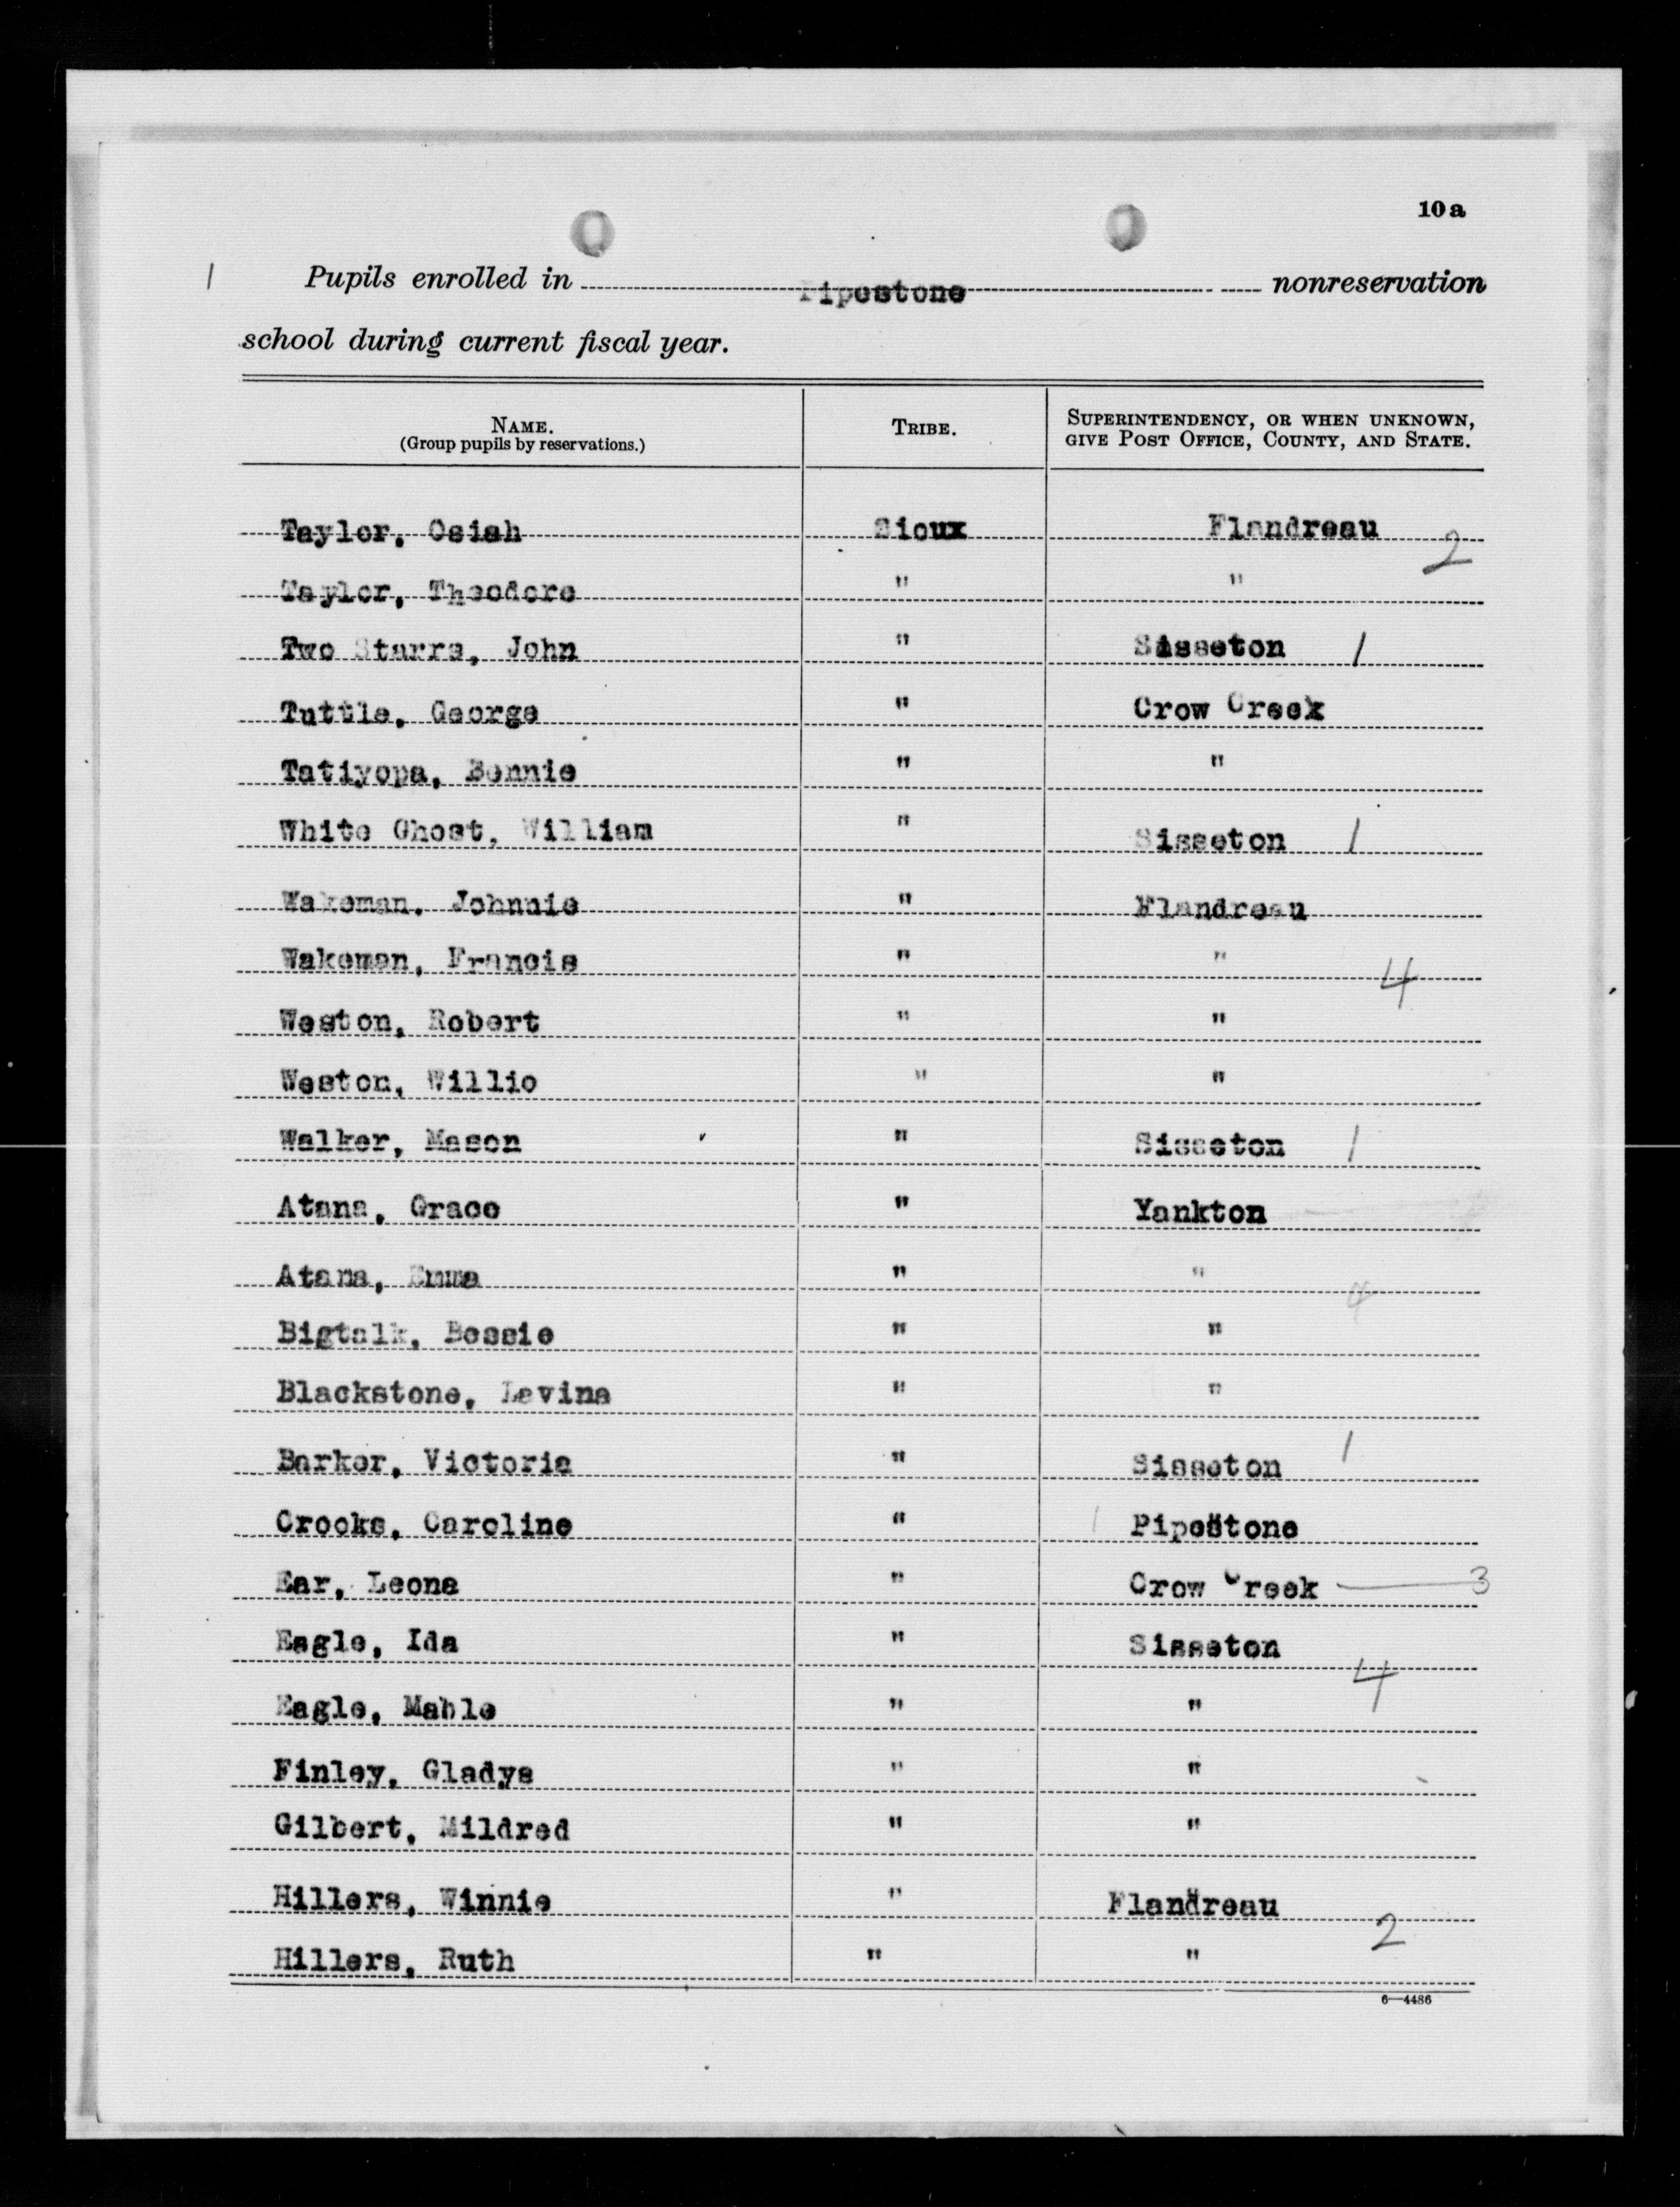 10a
1 Pupils enrolled in Pipestone nonreservation
school during current fiscal year.
NAME. TRIBE. SUPERINTENDENCY, OR WHEN UNKNOWN,
(Group pupils by reservations.) GIVE POST OFFICE, COUNTY, AND STATE.
Taylor, Osiah Sioux Flandreau 2
Taylor, Theodore " "
Two Starrs, John " Sisseton 1
Tuttle, George " Crow Creek
Tatiyopa, Bennie " "
White Ghost, William " Sisseton 1
Wakeman, Johnnie " Flandreau
Wakeman, Francis " " 4
Weston, Robert " "
Weston, Willie " "
Walker, Mason " Sisseton 1
Atana, Grace " Yankton
Atana, Emma " " 4
Bigtalk, Bessie " "
Blackstone, Lavina " "
Barker, Victoria " Sisseton 1
Crooks, Caroline " 1 Pipestone
Ear, Leona " Crow Creek 3
Eagle, Ida " Sisseton
Eagle, Mable " " 4
Finley, Gladys " "
Gilbert, Mildred " "
Hillers, Winnie " Flandreau
Hillers, Ruth " " 2
6—4486